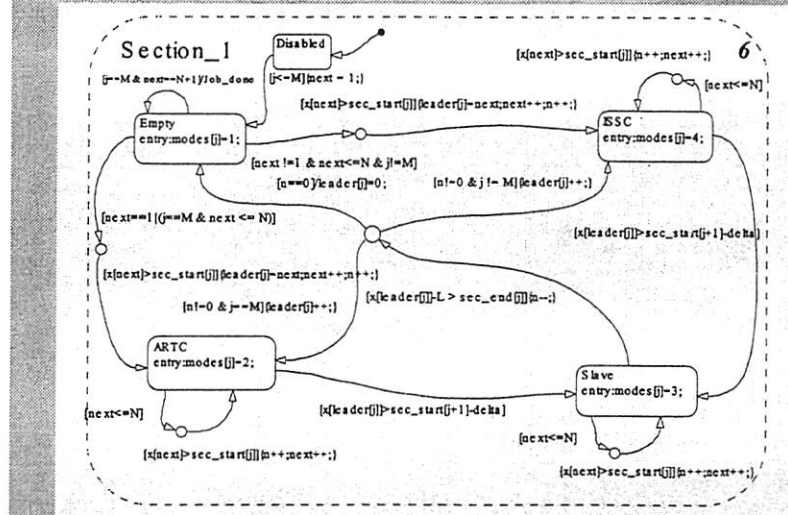 Section_1
Disabled
6
[x[next]>sec_start[j]]{n++;next++;}
[j==M & next==N+1]/Job_done
[j<=M]{next = 1;}
[next<=N]
[x[next]>sec_start[j]]{leader[j]=next;next++;n++;}
Empty
entry:modes[j]=1;
ISSC
entry:modes[j]=4;
[next !=1 & next<=N & j!=M]
[n==0]/leader[j]=0;
[n!=0 & j != M]{leader[j]++;}
[next==1|(j==M & next <= N)]
[x[leader[j]]>sec_start[j+1]-delta]
[x[next]>sec_start[j]]{leader[j]=next;next++;n++;}
[n!=0 & j==M]{leader[j]++;}
[x[leader[j]]-L > sec_end[j]]{n--;}
ARTC
entry:modes[j]=2;
Slave
entry:modes[j]=3;
[next<=N]
[x[leader[j]]>sec_start[j+1]-delta]
[next<=N]
[x[next]>sec_start[j]]{n++;next++;}
[x[next]>sec_start[j]]{n++;next++;}